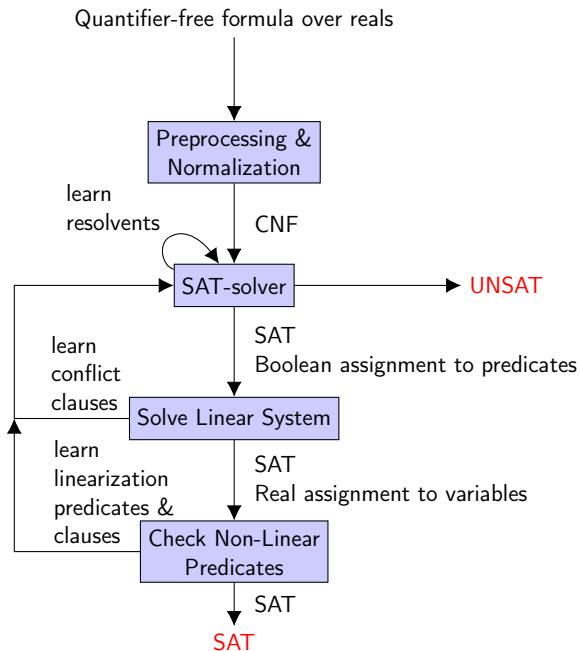 Quantifier-free formula over reals
Preprocessing &
Normalization
learn
resolvents
CNF
SAT-solver
UNSAT
SAT
Boolean assignment to predicates
learn
conflict
clauses
Solve Linear System
learn
linearization
predicates &
clauses
SAT
Real assignment to variables
Check Non-Linear
Predicates
SAT
SAT